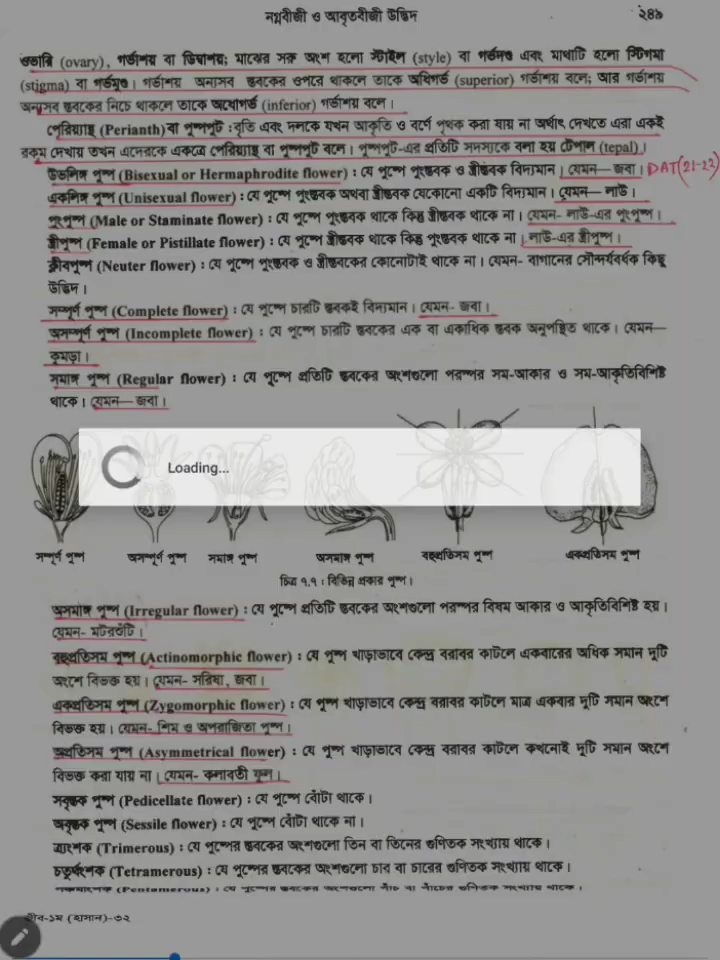 নগ্নবীজী ও আবৃতবীজী উদ্ভিদ
২৪৯
ওভারি (ovary), গর্ভাশয় বা ডিম্বাশয়; মাঝের সরু অংশ হলো স্টাইল (style) বা গর্ভদণ্ড এবং মাথাটি হলো স্টিগমা
(stigma) বা গর্ভমুণ্ড। গর্ভাশয় অন্যসব স্তবকের ওপরে থাকলে তাকে অধিগর্ভ (superior) গর্ভাশয় বলে; আর গর্ভাশয়
অন্যসব স্তবকের নিচে থাকলে তাকে অধোগর্ভ (inferior) গর্ভাশয় বলে।
পেরিয়্যান্থ (Perianth) বা পুষ্পপুট : বৃতি এবং দলকে যখন আকৃতি ও বর্ণে পৃথক করা যায় না অর্থাৎ দেখতে এরা একই
রকম দেখায় তখন এদেরকে একত্রে পেরিয়্যান্থ বা পুষ্পপুট বলে। পুষ্পপুট-এর প্রতিটি সদস্যকে বলা হয় টেপাল (tepal)।
উভলিঙ্গ পুষ্প (Bisexual or Hermaphrodite flower) : যে পুষ্পে পুংস্তবক ও স্ত্রীস্তবক বিদ্যমান। যেমন— জবা। DAT(21-22)
একলিঙ্গ পুষ্প (Unisexual flower) : যে পুষ্পে পুংস্তবক অথবা স্ত্রীস্তবক যেকোনো একটি বিদ্যমান। যেমন— লাউ।
পুংপুষ্প (Male or Staminate flower) : যে পুষ্পে পুংস্তবক থাকে কিন্তু স্ত্রীস্তবক থাকে না। যেমন- লাউ-এর পুংপুষ্প।
স্ত্রীপুষ্প (Female or Pistillate flower) : যে পুষ্পে স্ত্রীস্তবক থাকে কিন্তু পুংস্তবক থাকে না। লাউ-এর স্ত্রীপুষ্প।
ক্লীবপুষ্প (Neuter flower) : যে পুষ্পে পুংস্তবক ও স্ত্রীস্তবকের কোনোটাই থাকে না। যেমন- বাগানের সৌন্দর্যবর্ধক কিছু
উদ্ভিদ।
সম্পূর্ণ পুষ্প (Complete flower) : যে পুষ্পে চারটি স্তবকই বিদ্যমান। যেমন- জবা।
অসম্পূর্ণ পুষ্প (Incomplete flower) : যে পুষ্পে চারটি স্তবকের এক বা একাধিক স্তবক অনুপস্থিত থাকে। যেমন—
কুমড়া।
সমাঙ্গ পুষ্প (Regular flower) : যে পুষ্পে প্রতিটি স্তবকের অংশগুলো পরস্পর সম-আকার ও সম-আকৃতিবিশিষ্ট
থাকে। যেমন— জবা।
Loading...
সম্পূর্ণ পুষ্প অসম্পূর্ণ পুষ্প সমাঙ্গ পুষ্প অসমাঙ্গ পুষ্প বহুপ্রতিসম পুষ্প একপ্রতিসম পুষ্প
চিত্র ৭.৭ : বিভিন্ন প্রকার পুষ্প।
অসমাঙ্গ পুষ্প (Irregular flower) : যে পুষ্পে প্রতিটি স্তবকের অংশগুলো পরস্পর বিষম আকার ও আকৃতিবিশিষ্ট হয়।
যেমন- মটরশুঁটি।
বহুপ্রতিসম পুষ্প (Actinomorphic flower) : যে পুষ্প খাড়াভাবে কেন্দ্র বরাবর কাটলে একবারের অধিক সমান দুটি
অংশে বিভক্ত হয়। যেমন- সরিষা, জবা।
একপ্রতিসম পুষ্প (Zygomorphic flower) : যে পুষ্প খাড়াভাবে কেন্দ্র বরাবর কাটলে মাত্র একবার দুটি সমান অংশে
বিভক্ত হয়। যেমন- শিম ও অপরাজিতা পুষ্প।
অপ্রতিসম পুষ্প (Asymmetrical flower) : যে পুষ্প খাড়াভাবে কেন্দ্র বরাবর কাটলে কখনোই দুটি সমান অংশে
বিভক্ত করা যায় না। যেমন- কলাবতী ফুল।
সবৃন্তক পুষ্প (Pedicellate flower) : যে পুষ্পে বোঁটা থাকে।
অবৃন্তক পুষ্প (Sessile flower) : যে পুষ্পে বোঁটা থাকে না।
ত্র্যংশক (Trimerous) : যে পুষ্পের স্তবকের অংশগুলো তিন বা তিনের গুণিতক সংখ্যায় থাকে।
চতুর্থংশক (Tetramerous) : যে পুষ্পের স্তবকের অংশগুলো চার বা চারের গুণিতক সংখ্যায় থাকে।
(Pentamerous) : যে পুষ্পের স্তবকের অংশগুলো পাঁচ বা পাঁচের গুণিতক সংখ্যায় থাকে।
জীব-১ম (হাসান)-৩২